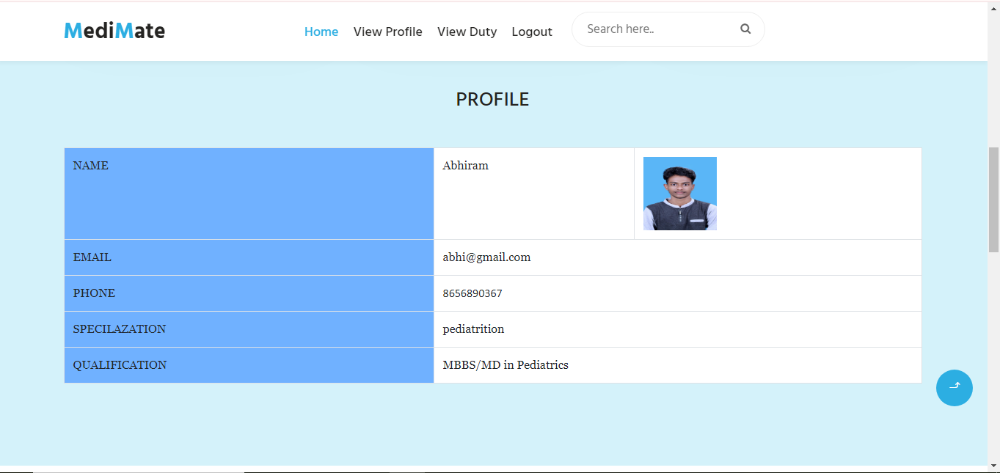 MediMate
Home View Profile View Duty Logout Search here..
PROFILE
NAME Abhiram
EMAIL abhi@gmail.com
PHONE 8656890367
SPECILAZATION pediatrition
QUALIFICATION MBBS/MD in Pediatrics